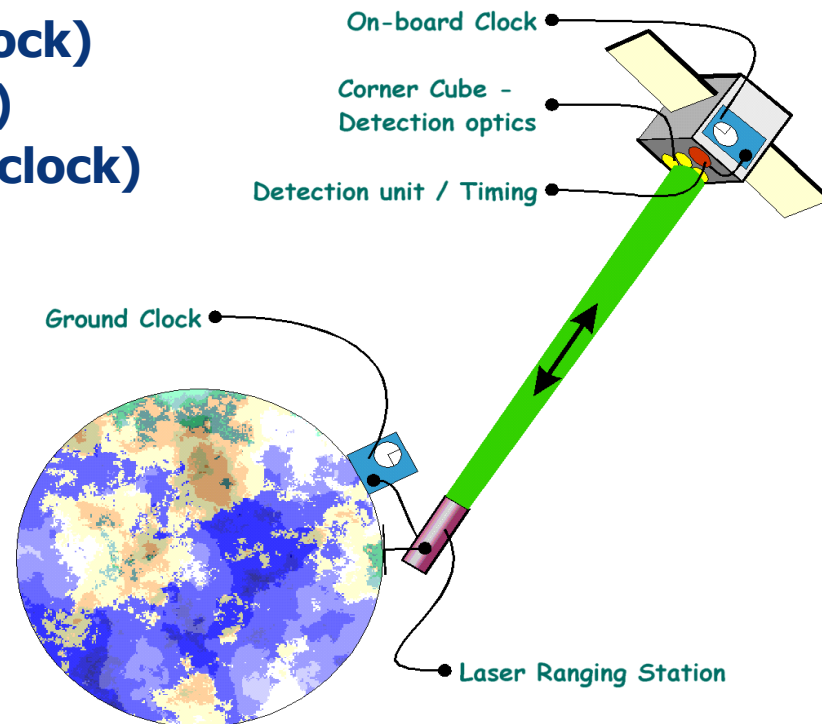 ock)
)
clock)
On-board Clock
Corner Cube -
Detection optics
Detection unit / Timing
Ground Clock
Laser Ranging Station